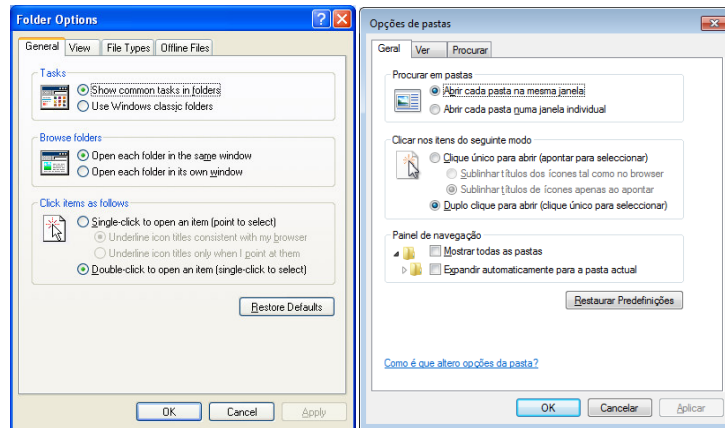 Folder Options
General View File Types Offline Files
Tasks
Show common tasks in folders
Use Windows classic folders
Browse folders
Open each folder in the same window
Open each folder in its own window
Click items as follows
Single-click to open an item (point to select)
Underline icon titles consistent with my browser
Underline icon titles only when I point at them
Double-click to open an item (single-click to select)
Restore Defaults
OK Cancel Apply
Opções de pastas
Geral Ver Procurar
Procurar em pastas
Abrir cada pasta na mesma janela
Abrir cada pasta numa janela individual
Clicar nos itens do seguinte modo
Clique único para abrir (apontar para seleccionar)
Sublinhar títulos dos ícones tal como no browser
Sublinhar títulos de ícones apenas ao apontar
Duplo clique para abrir (clique único para seleccionar)
Painel de navegação
Mostrar todas as pastas
Expandir automaticamente para a pasta actual
Restaurar Predefinições
Como é que altero opções da pasta?
OK Cancelar Aplicar